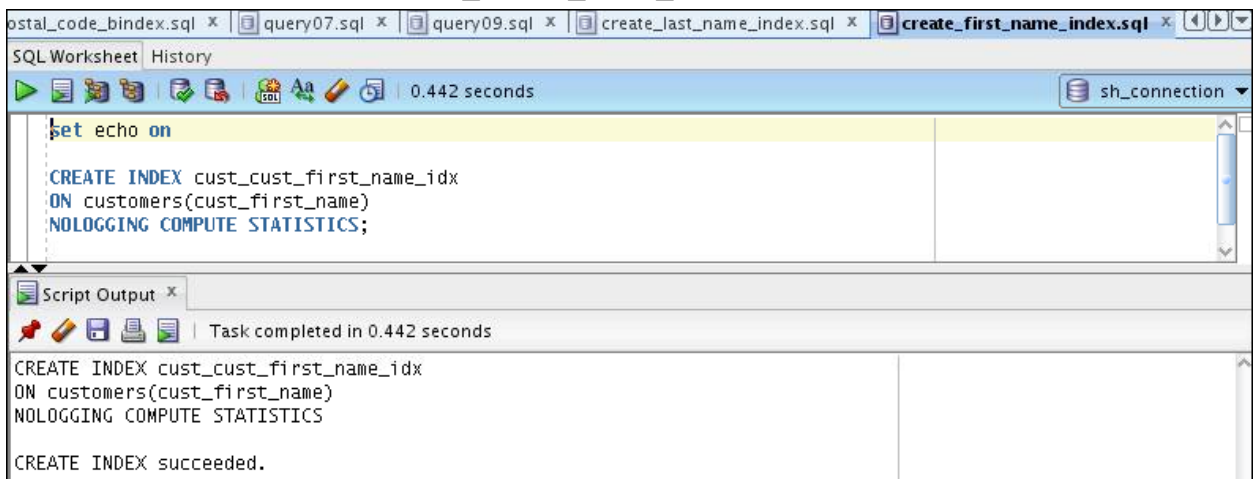 ostal_code_bindex.sql x query07.sql x query09.sql x create_last_name_index.sql x create_first_name_index.sql x
SQL Worksheet History
0.442 seconds sh_connection
set echo on
CREATE INDEX cust_cust_first_name_idx
ON customers(cust_first_name)
NOLOGGING COMPUTE STATISTICS;
Script Output x
Task completed in 0.442 seconds
CREATE INDEX cust_cust_first_name_idx
ON customers(cust_first_name)
NOLOGGING COMPUTE STATISTICS
CREATE INDEX succeeded.